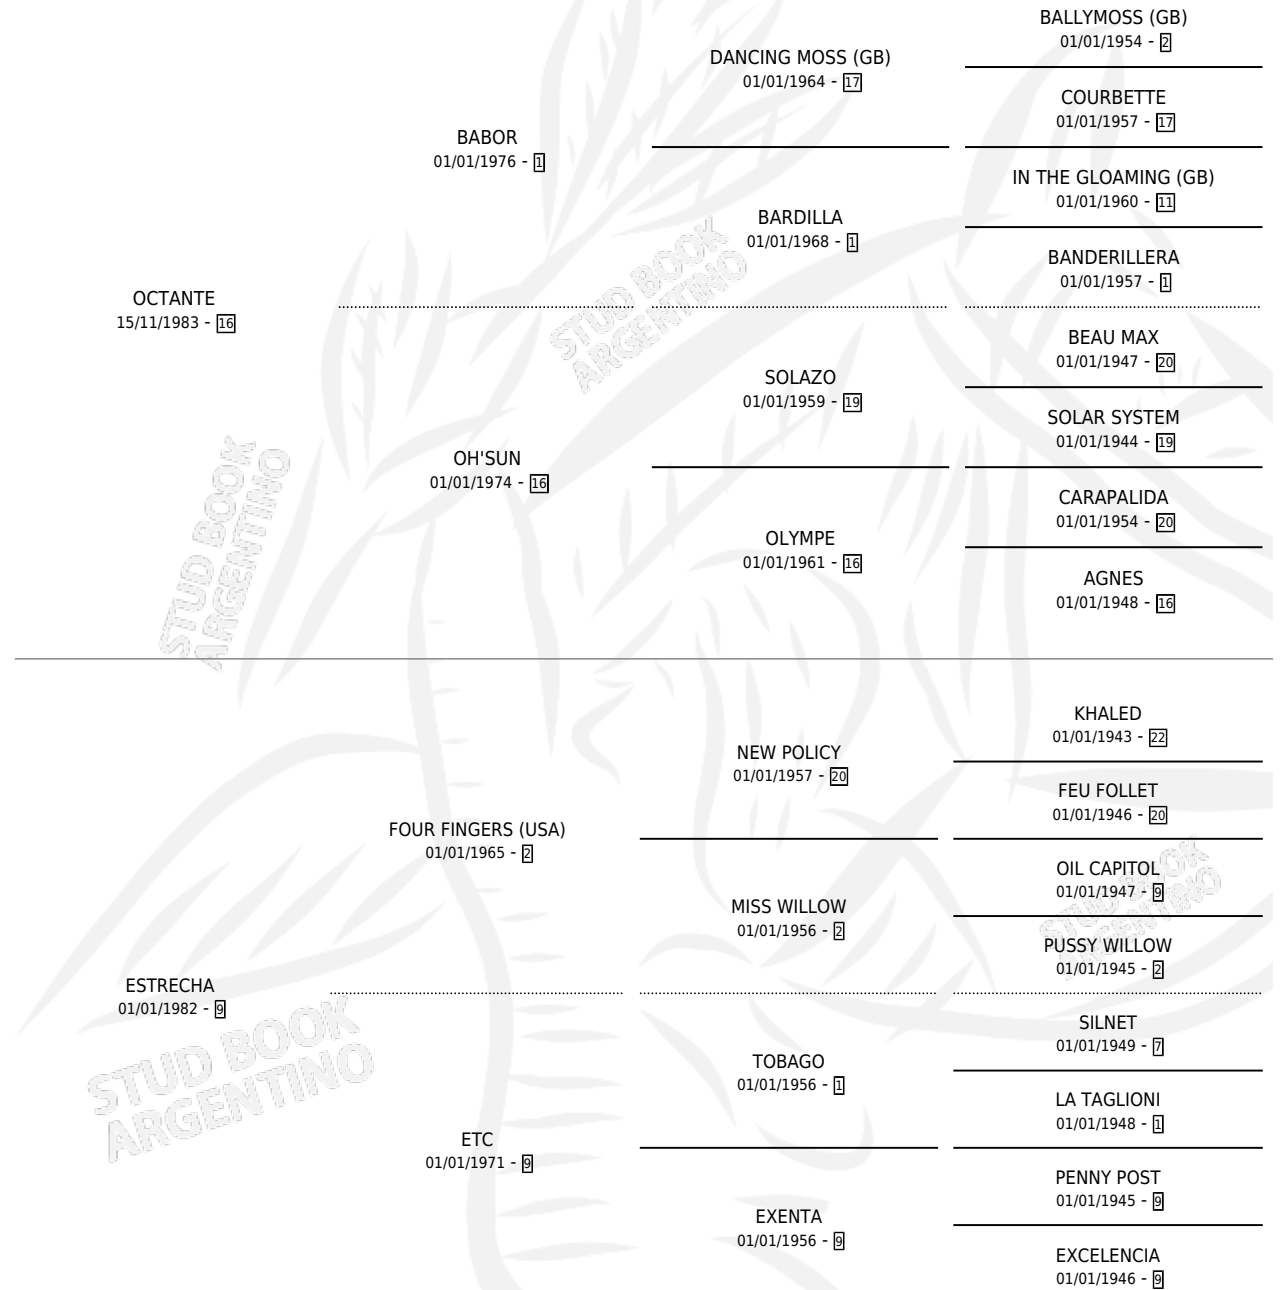 BALLYMOSS (GB)
01/01/1954 - 2
DANCING MOSS (GB)
01/01/1964 - 17
COURBETTE
01/01/1957 - 17
BABOR
01/01/1976 - 1
IN THE GLOAMING (GB)
01/01/1960 - 11
BARDILLA
01/01/1968 - 1
BANDERILLERA
01/01/1957 - 1
OCTANTE
15/11/1983 - 16
BEAU MAX
01/01/1947 - 20
SOLAZO
01/01/1959 - 19
SOLAR SYSTEM
01/01/1944 - 19
OH'SUN
01/01/1974 - 16
CARAPALIDA
01/01/1954 - 20
OLYMPE
01/01/1961 - 16
AGNES
01/01/1948 - 16
KHALED
01/01/1943 - 22
NEW POLICY
01/01/1957 - 20
FEU FOLLET
01/01/1946 - 20
FOUR FINGERS (USA)
01/01/1965 - 2
OIL CAPITOL
01/01/1947 - 9
MISS WILLOW
01/01/1956 - 2
PUSSY WILLOW
01/01/1945 - 2
ESTRECHA
01/01/1982 - 9
SILNET
01/01/1949 - 7
TOBAGO
01/01/1956 - 1
LA TAGLIONI
01/01/1948 - 1
ETC
01/01/1971 - 9
PENNY POST
01/01/1945 - 9
EXENTA
01/01/1956 - 9
EXCELENCIA
01/01/1946 - 9
STUD BOOK
ARGENTINO
STUD BOOK
ARGENTINO
STUD BOOK
ARGENTINO
STUD BOOK
ARGENTINO